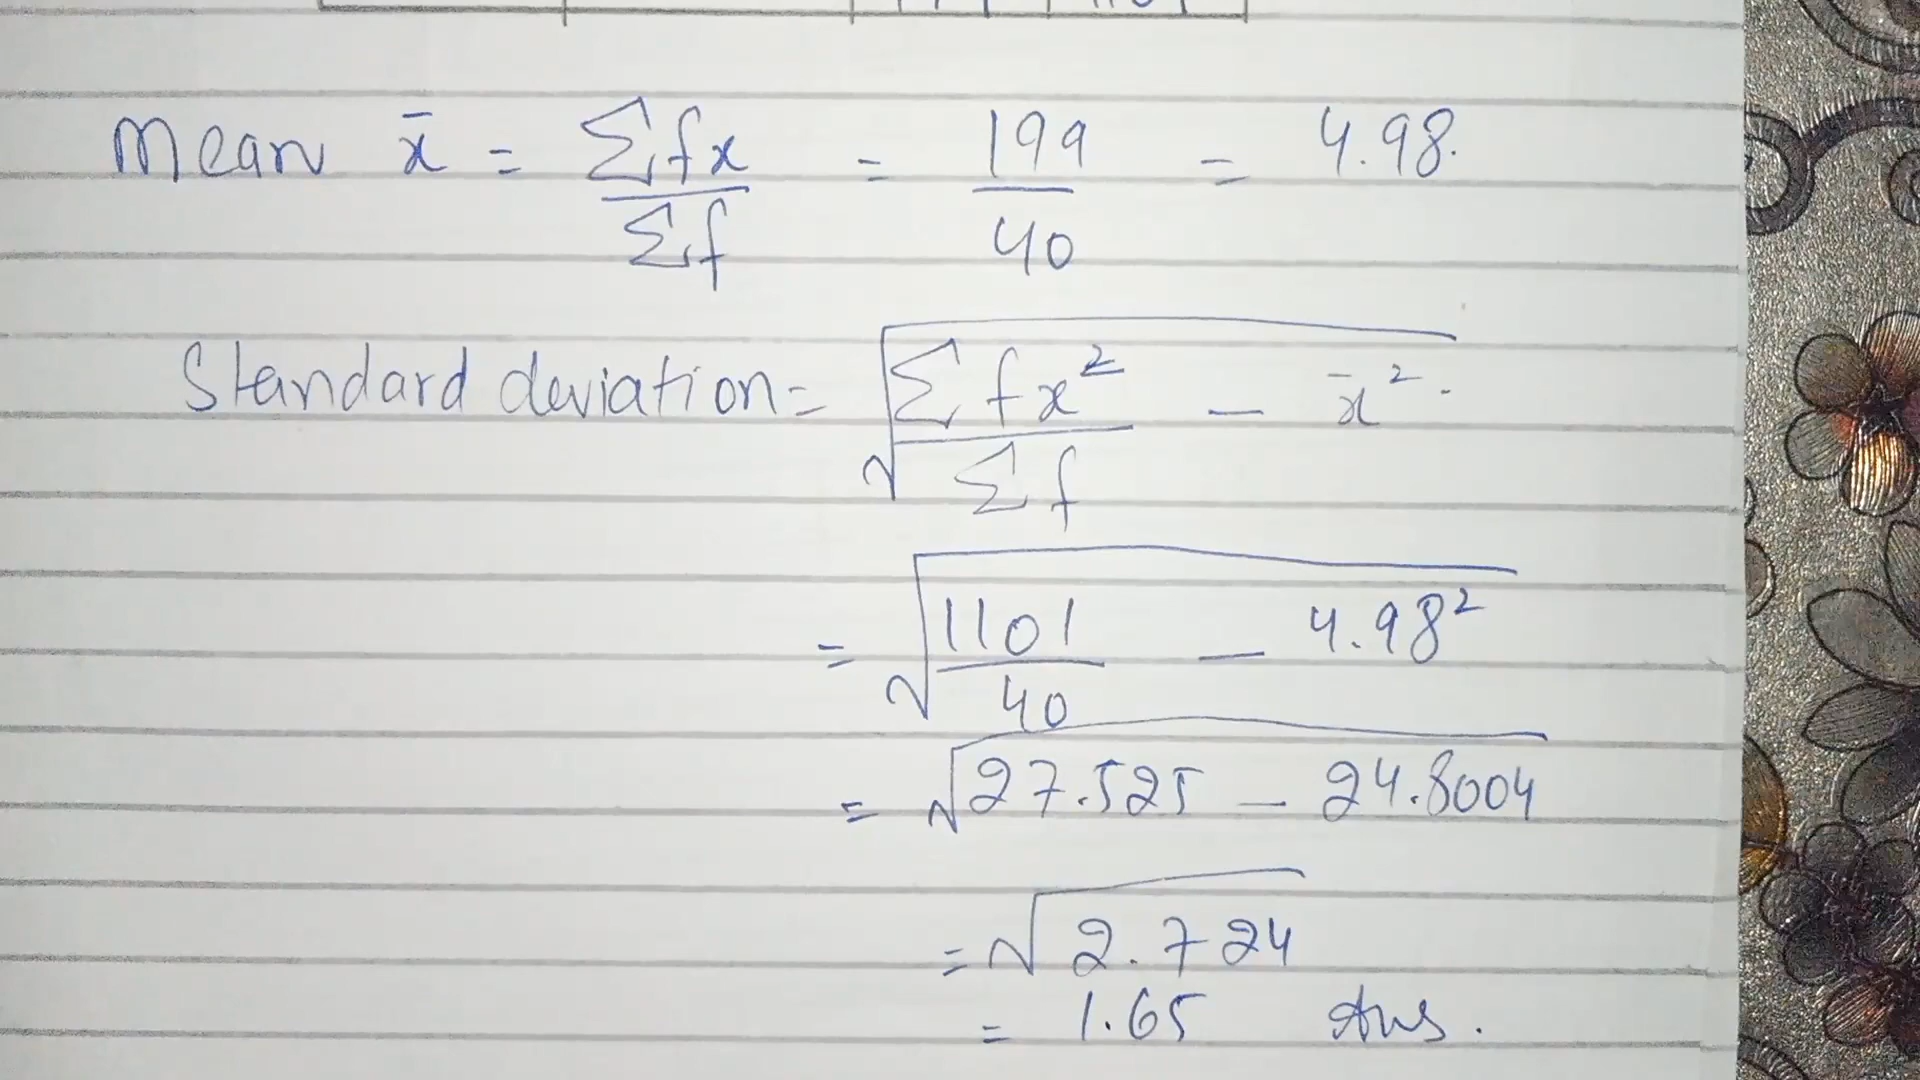 Mean x̄ = Σfx/Σf = 199/40 = 4.98.
Standard deviation = √(Σfx²/Σf − x̄²).
= √(1101/40 − 4.98²)
= √(27.525 − 24.8004)
= √2.724
= 1.65 Ans.